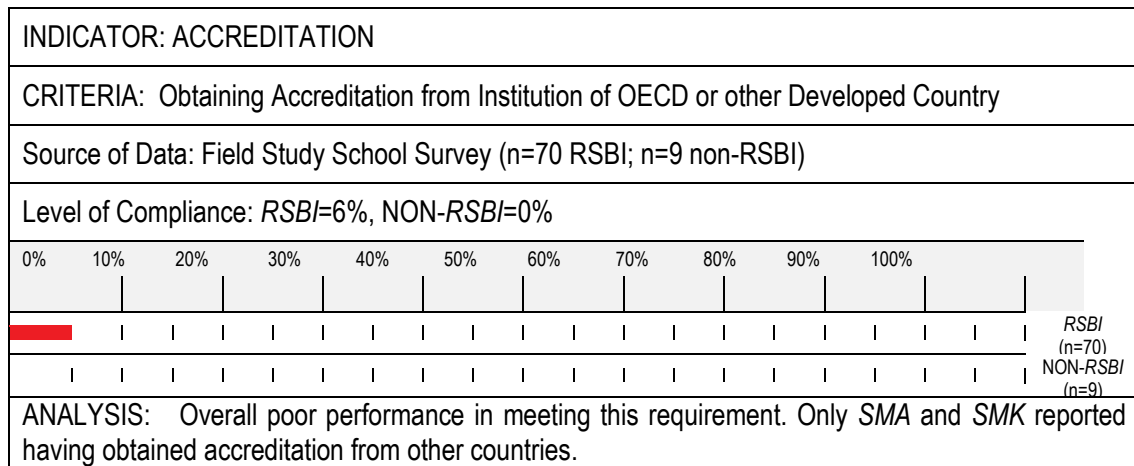 INDICATOR: ACCREDITATION
CRITERIA: Obtaining Accreditation from Institution of OECD or other Developed Country
Source of Data: Field Study School Survey (n=70 RSBI; n=9 non-RSBI)
Level of Compliance: RSBI=6%, NON-RSBI=0%
0% 10% 20% 30% 40% 50% 60% 70% 80% 90% 100%
RSBI
(n=70)
NON-RSBI
(n=9)
ANALYSIS: Overall poor performance in meeting this requirement. Only SMA and SMK reported
having obtained accreditation from other countries.